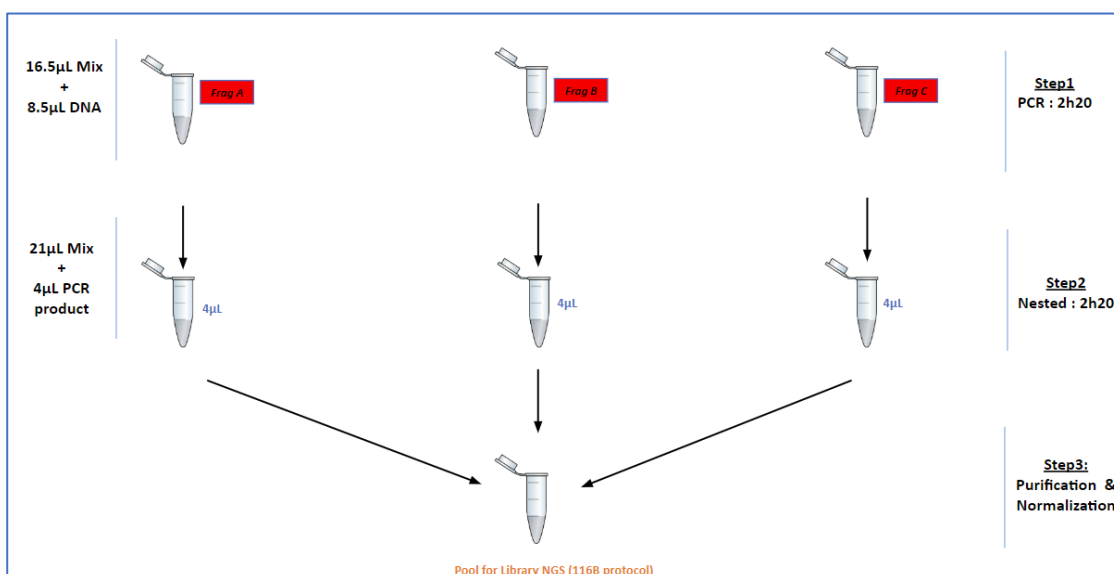 16.5µL Mix
+
8.5µL DNA
Frag A
Frag B
Frag C
Step1
PCR : 2h20
21µL Mix
+
4µL PCR
product
4µL
4µL
4µL
Step2
Nested : 2h20
Step3:
Purification &
Normalization
Pool for Library NGS (116B protocol)